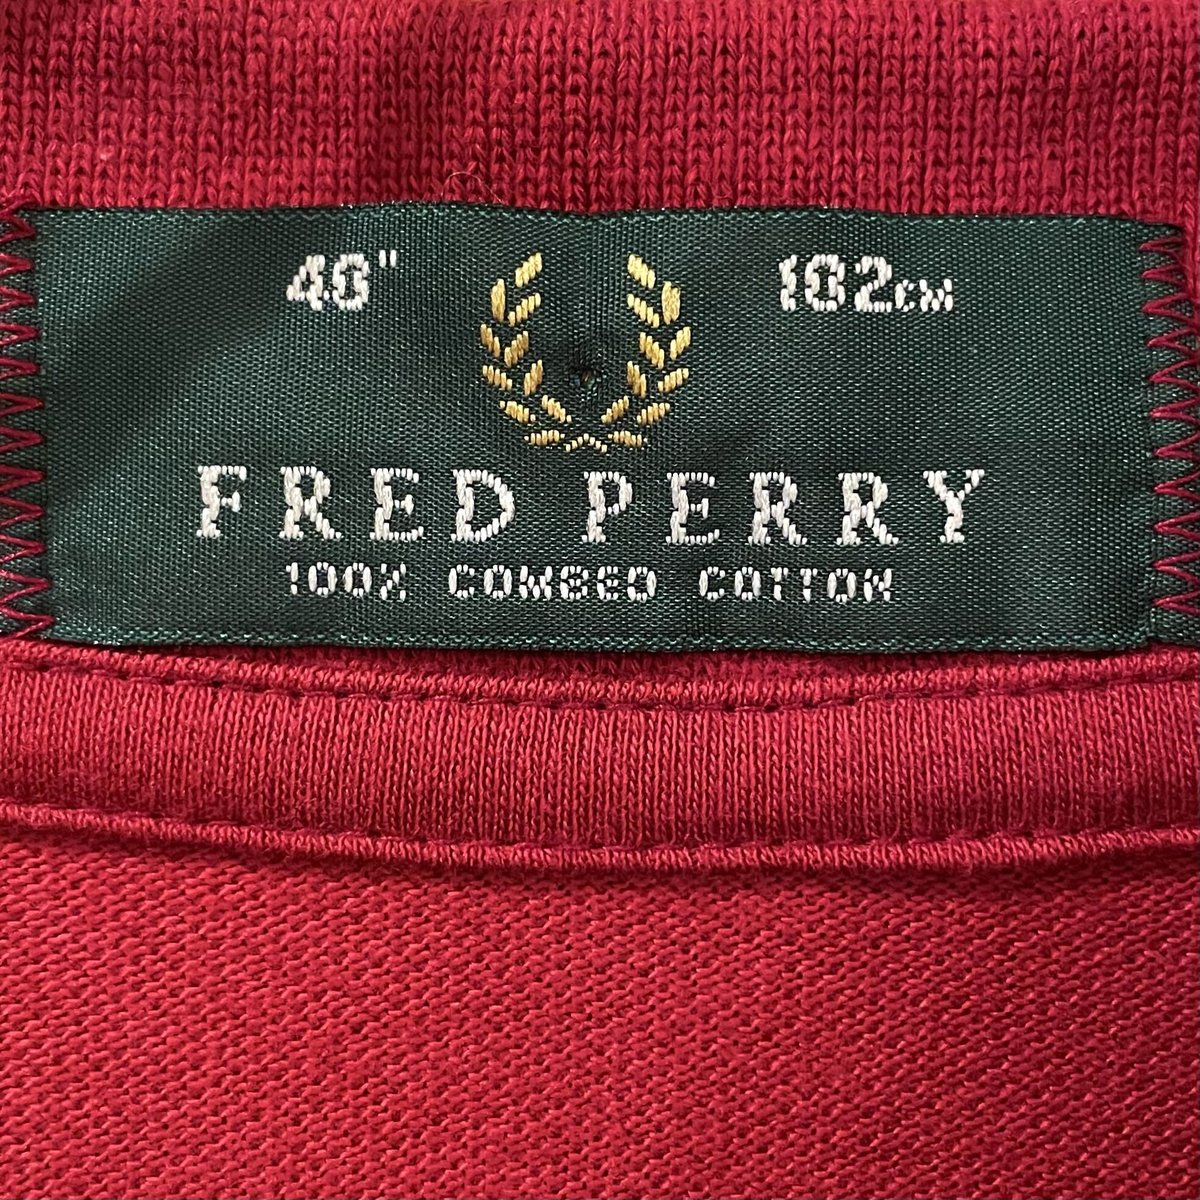 40" 102CM
FRED PERRY
100% COMBED COTTON